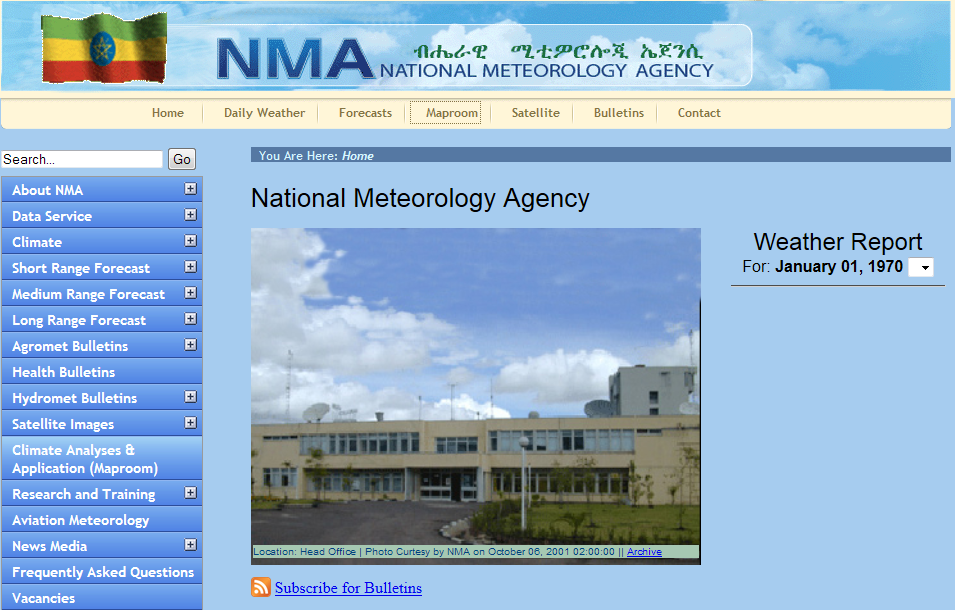 NMA
ብሔራዊ ሚቲዎሮሎጂ ኤጀንሲ
NATIONAL METEOROLOGY AGENCY
Home Daily Weather Forecasts Maproom Satellite Bulletins Contact
Search... Go
You Are Here: Home
About NMA
Data Service
Climate
Short Range Forecast
Medium Range Forecast
Long Range Forecast
Agromet Bulletins
Health Bulletins
Hydromet Bulletins
Satellite Images
Climate Analyses &
Application (Maproom)
Research and Training
Aviation Meteorology
News Media
Frequently Asked Questions
Vacancies
National Meteorology Agency
Location: Head Office | Photo Curtesy by NMA on October 06, 2001 02:00:00 || Archive
Subscribe for Bulletins
Weather Report
For: January 01, 1970